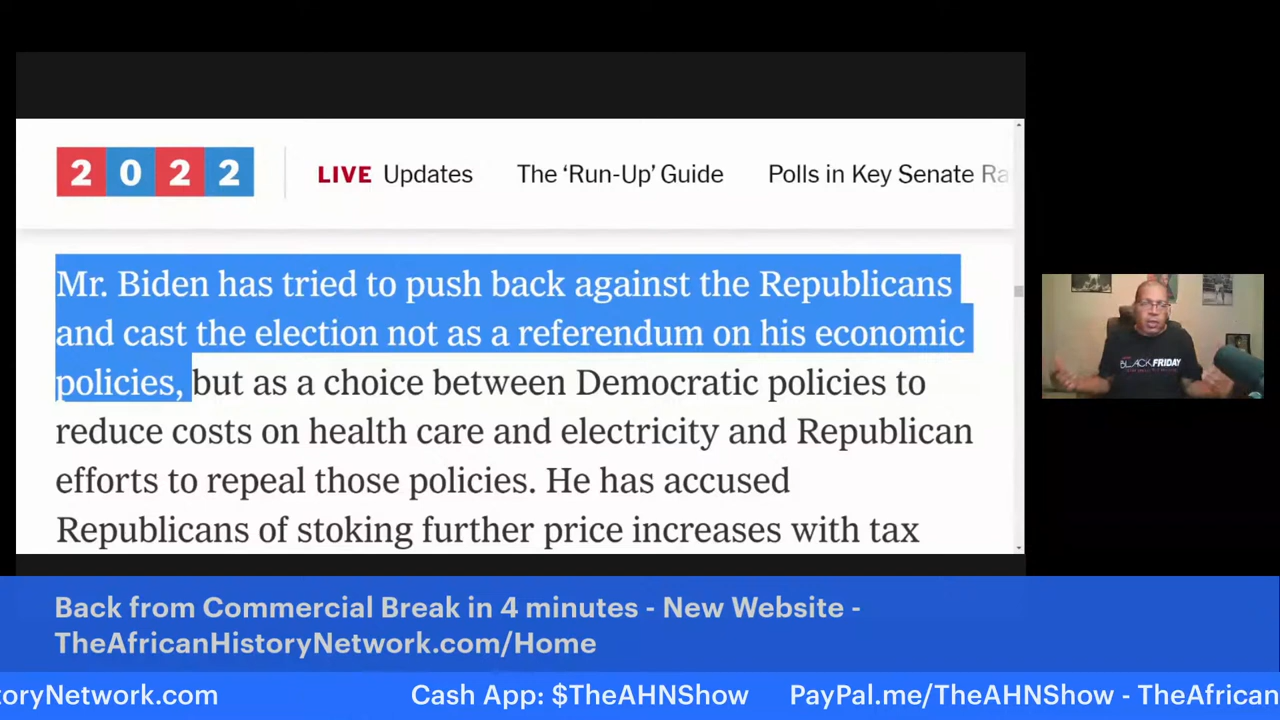 2022
LIVE Updates The ‘Run-Up’ Guide Polls in Key Senate Ra
Mr. Biden has tried to push back against the Republicans
and cast the election not as a referendum on his economic
policies, but as a choice between Democratic policies to
reduce costs on health care and electricity and Republican
efforts to repeal those policies. He has accused
Republicans of stoking further price increases with tax
BLACK FRIDAY
Back from Commercial Break in 4 minutes - New Website -
TheAfricanHistoryNetwork.com/Home
toryNetwork.com Cash App: $TheAHNShow PayPal.me/TheAHNShow - TheAfrican